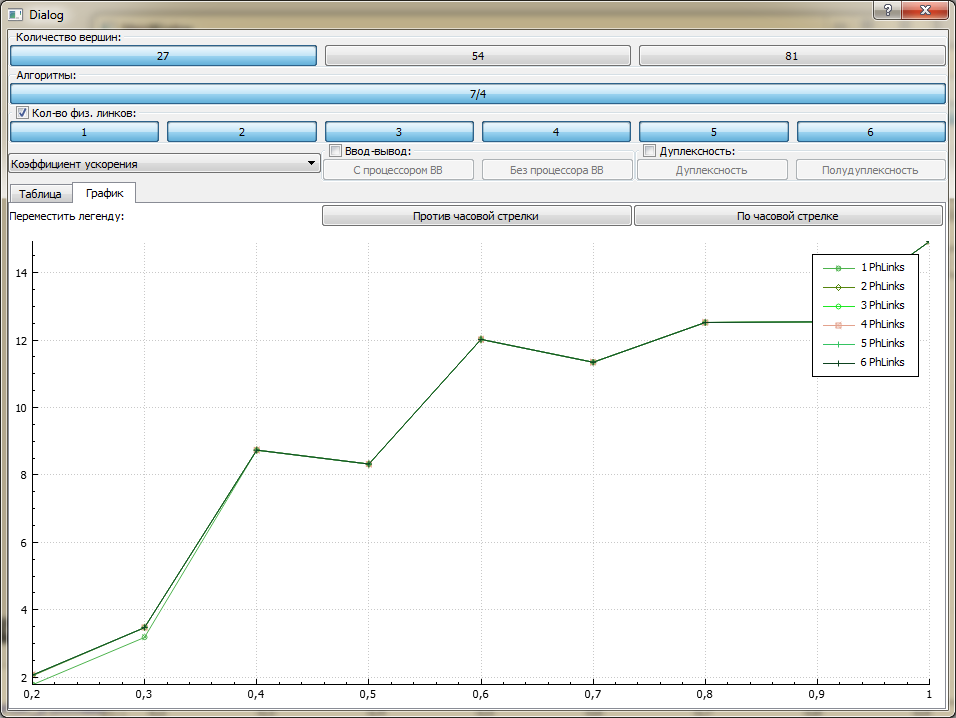 Dialog
Количество вершин:
27 54 81
Алгоритмы:
7/4
Кол-во физ. линков:
1 2 3 4 5 6
Коэффициент ускорения
Ввод-вывод:
Дуплексность:
С процессором ВВ Без процессора ВВ Дуплексность Полудуплексность
Таблица График
Переместить легенду:
Против часовой стрелки По часовой стрелке
14
12
10
8
6
4
2
1 PhLinks
2 PhLinks
3 PhLinks
4 PhLinks
5 PhLinks
6 PhLinks
0,2 0,3 0,4 0,5 0,6 0,7 0,8 0,9 1